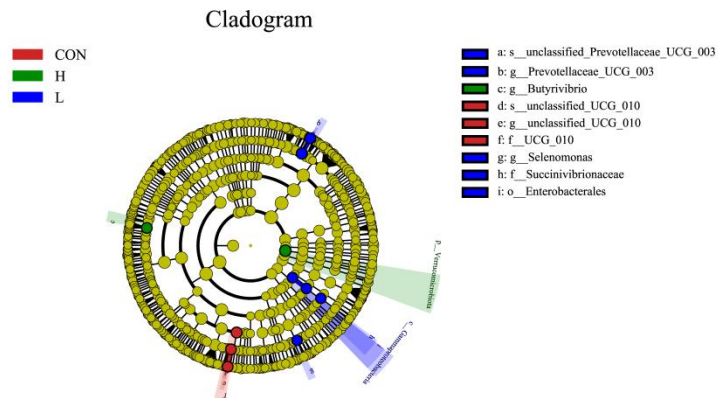 Cladogram
CON
H
L
a: s__unclassified_Prevotellaceae_UCG_003
b: g__Prevotellaceae_UCG_003
c: g__Butyrivibrio
d: s__unclassified_UCG_010
e: g__unclassified_UCG_010
f: f__UCG_010
g: g__Selenomonas
h: f__Succinivibrionaceae
i: o__Enterobacterales
p__Verrucomicrobiota
c__Gammaproteobacteria